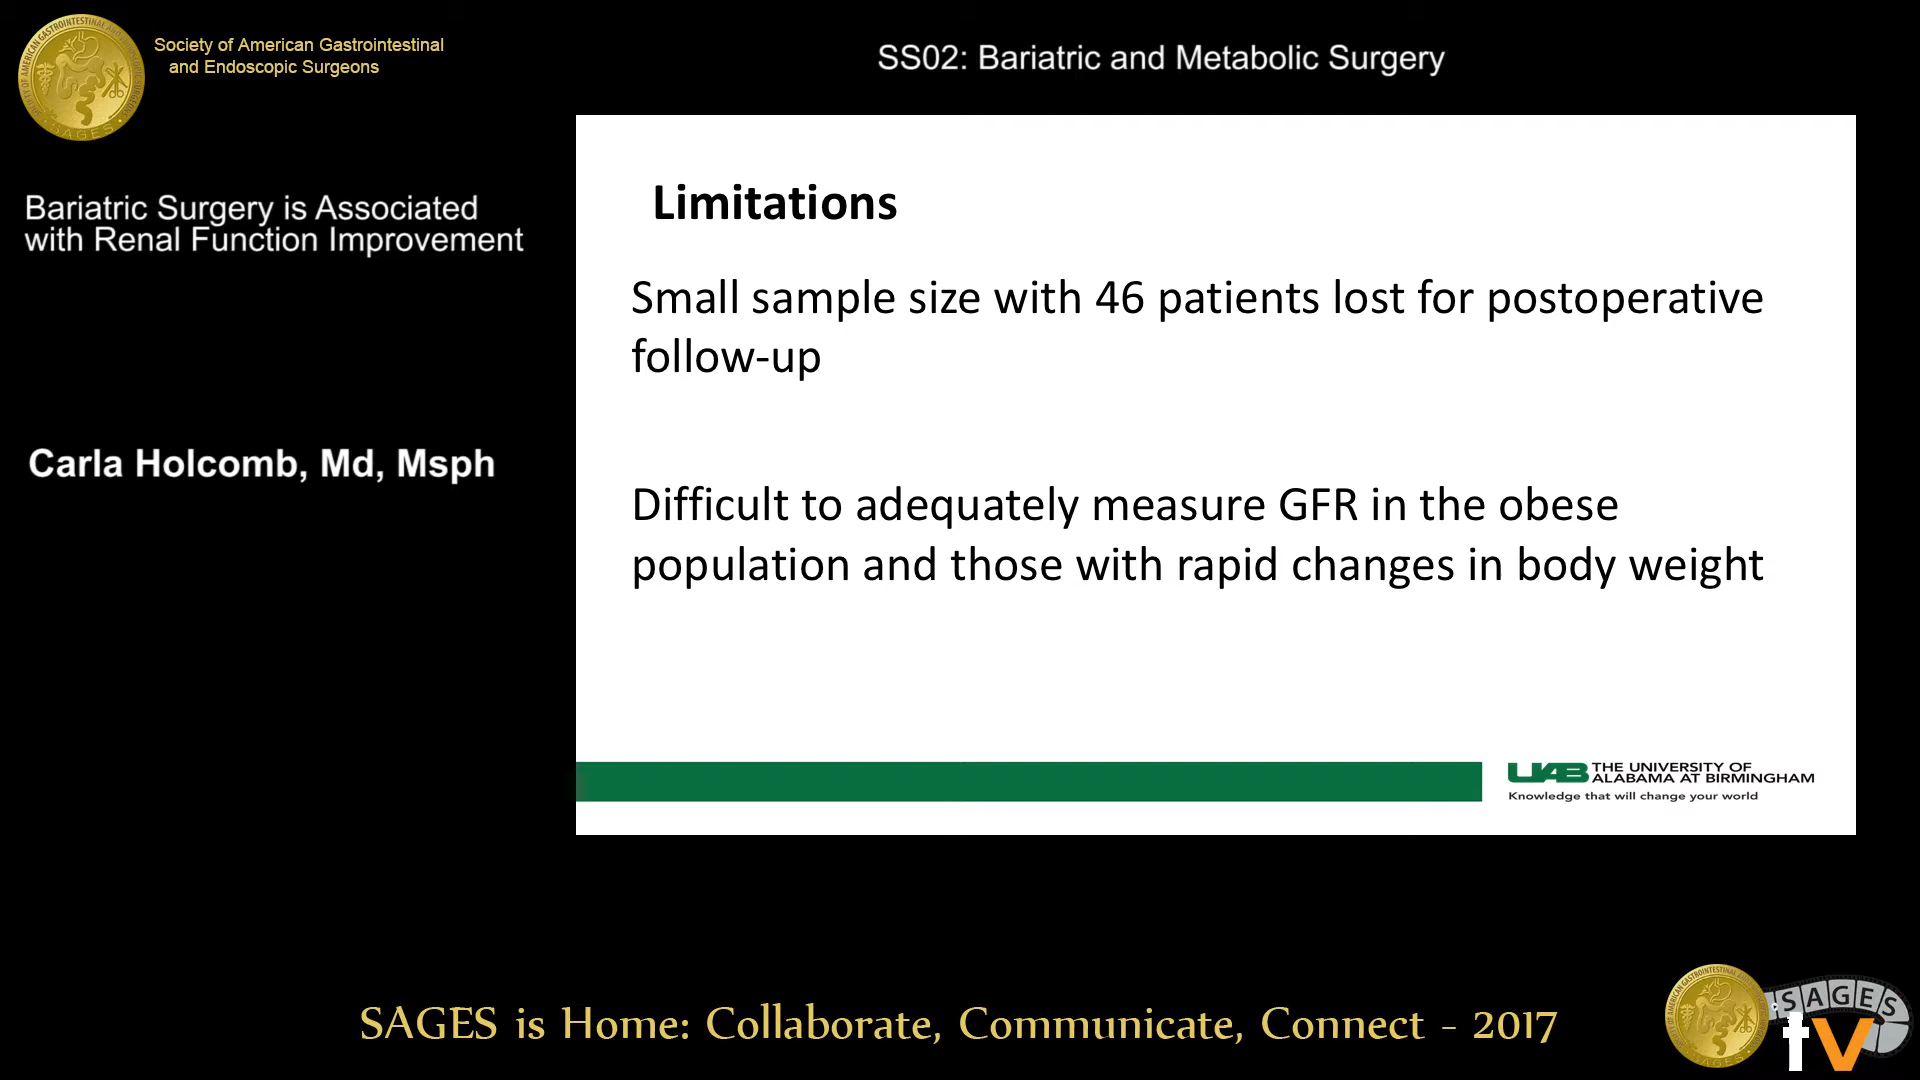 Society of American Gastrointestinal
and Endoscopic Surgeons
SS02: Bariatric and Metabolic Surgery
Bariatric Surgery is Associated
with Renal Function Improvement
Carla Holcomb, Md, Msph
Limitations
Small sample size with 46 patients lost for postoperative
follow-up
Difficult to adequately measure GFR in the obese
population and those with rapid changes in body weight
UAB THE UNIVERSITY OF
ALABAMA AT BIRMINGHAM
Knowledge that will change your world
SAGES is Home: Collaborate, Communicate, Connect - 2017
SAGES
tv
SAGES